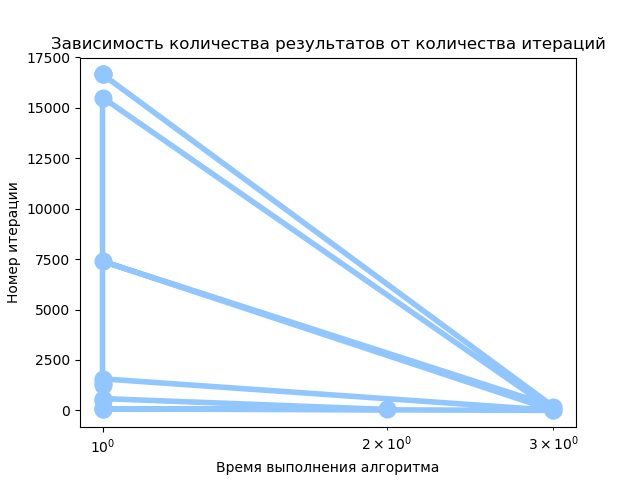 Зависимость количества результатов от количества итераций
17500
15000
12500
10000
7500
5000
2500
0
Номер итерации
10⁰
2 × 10⁰
3 × 10⁰
Время выполнения алгоритма